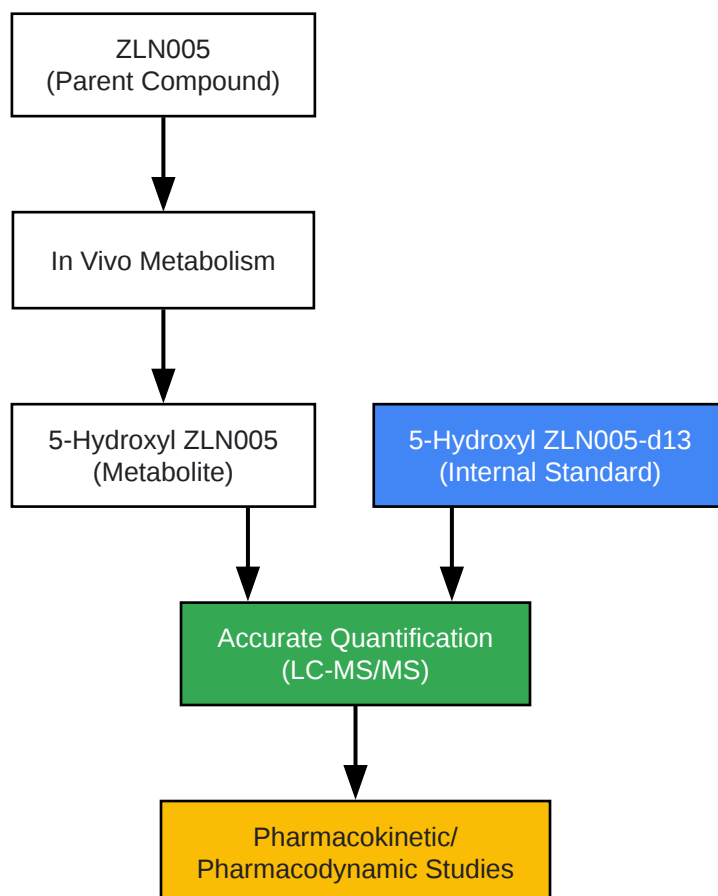 ZLN005
(Parent Compound)
In Vivo Metabolism
5-Hydroxyl ZLN005
(Metabolite)
5-Hydroxyl ZLN005-d13
(Internal Standard)
Accurate Quantification
(LC-MS/MS)
Pharmacokinetic/
Pharmacodynamic Studies